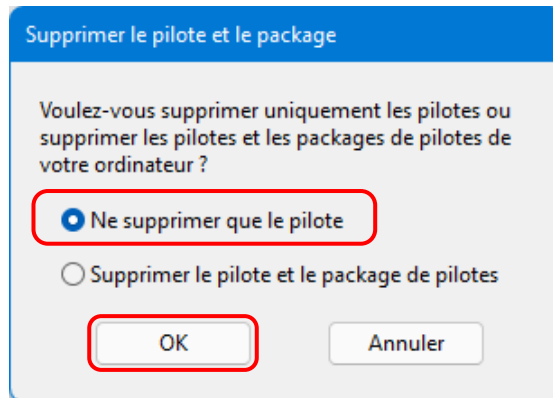 Supprimer le pilote et le package
Voulez-vous supprimer uniquement les pilotes ou
supprimer les pilotes et les packages de pilotes de
votre ordinateur ?
Ne supprimer que le pilote
Supprimer le pilote et le package de pilotes
OK Annuler